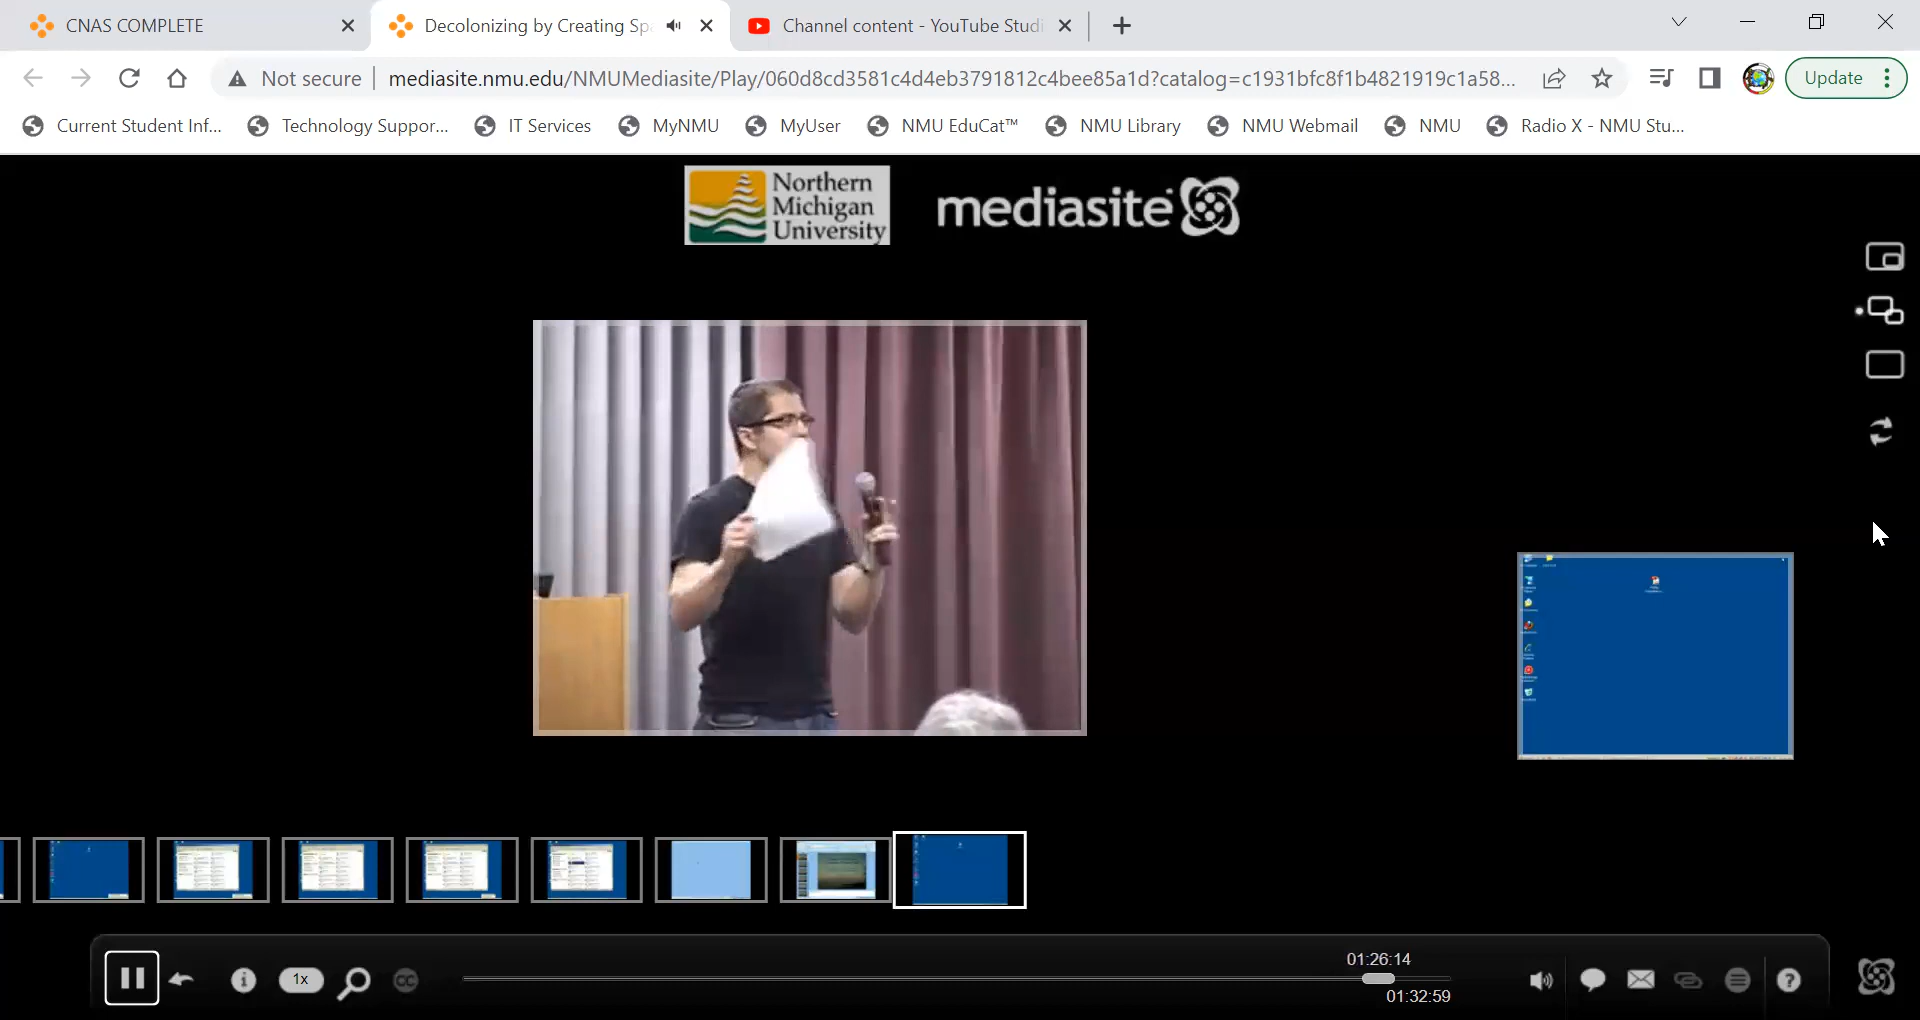 CNAS COMPLETE
Decolonizing by Creating Sp
Channel content - YouTube Studi
Not secure
mediasite.nmu.edu/NMUMediasite/Play/060d8cd3581c4d4eb3791812c4bee85a1d?catalog=c1931bfc8f1b4821919c1a58...
Update
Current Student Inf...
Technology Suppor...
IT Services
MyNMU
MyUser
NMU EduCat™
NMU Library
NMU Webmail
NMU
Radio X - NMU Stu...
Northern
Michigan
University
mediasite
1x
CC
01:26:14
01:32:59